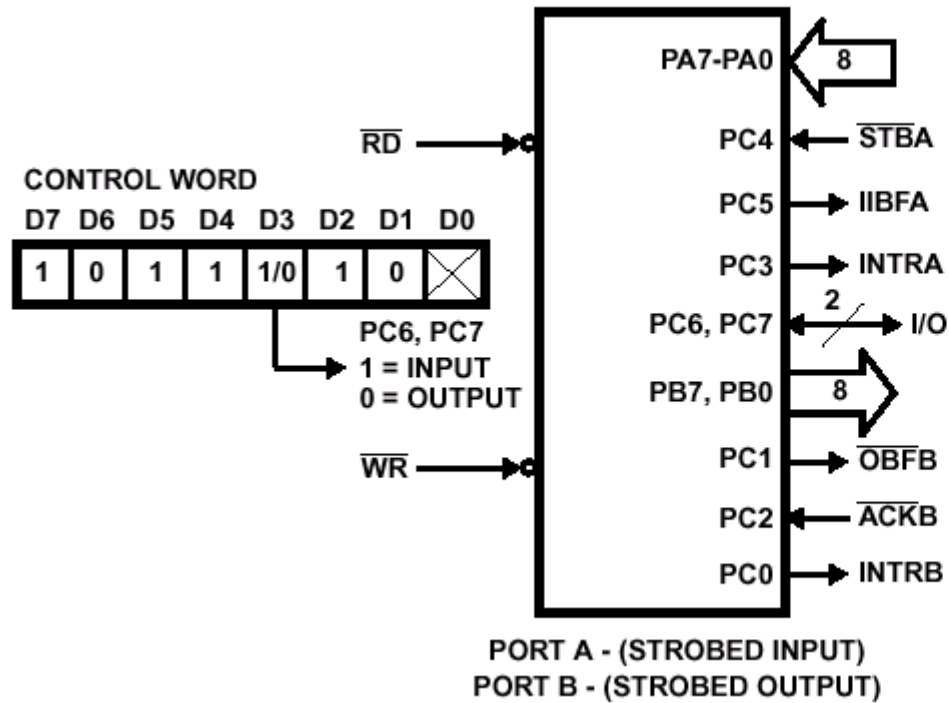 PA7-PA0
8
RD
PC4
STBA
CONTROL WORD
D7 D6 D5 D4 D3 D2 D1 D0
1 0 1 1 1/0 1 0
PC5
IIBFA
PC3
INTRA
PC6, PC7
2
I/O
PC6, PC7
1 = INPUT
0 = OUTPUT
PB7, PB0
8
WR
PC1
OBFB
PC2
ACKB
PC0
INTRB
PORT A - (STROBED INPUT)
PORT B - (STROBED OUTPUT)